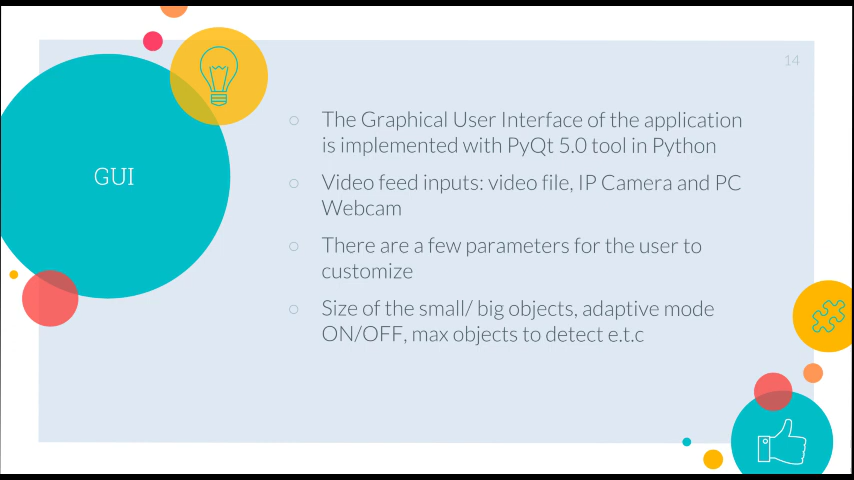 14
GUI
The Graphical User Interface of the application
is implemented with PyQt 5.0 tool in Python
Video feed inputs: video file, IP Camera and PC
Webcam
There are a few parameters for the user to
customize
Size of the small/ big objects, adaptive mode
ON/OFF, max objects to detect e.t.c